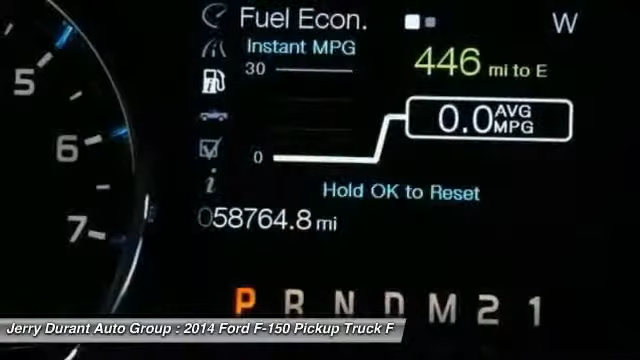 Fuel Econ.
W
Instant MPG
30
446 mi to E
5
0.0 AVG MPG
6
0
Hold OK to Reset
058764.8 mi
7
P R N D M 2 1
Jerry Durant Auto Group : 2014 Ford F-150 Pickup Truck F